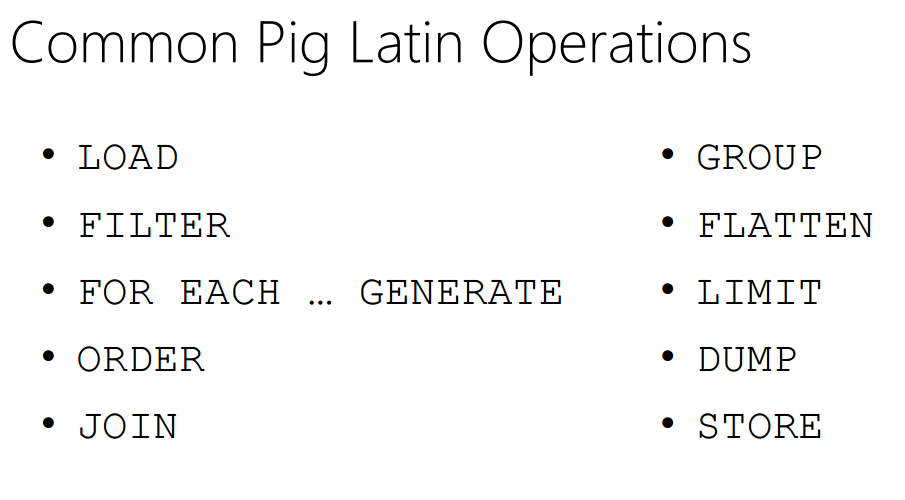 Common Pig Latin Operations
• LOAD
• FILTER
• FOR EACH … GENERATE
• ORDER
• JOIN
• GROUP
• FLATTEN
• LIMIT
• DUMP
• STORE